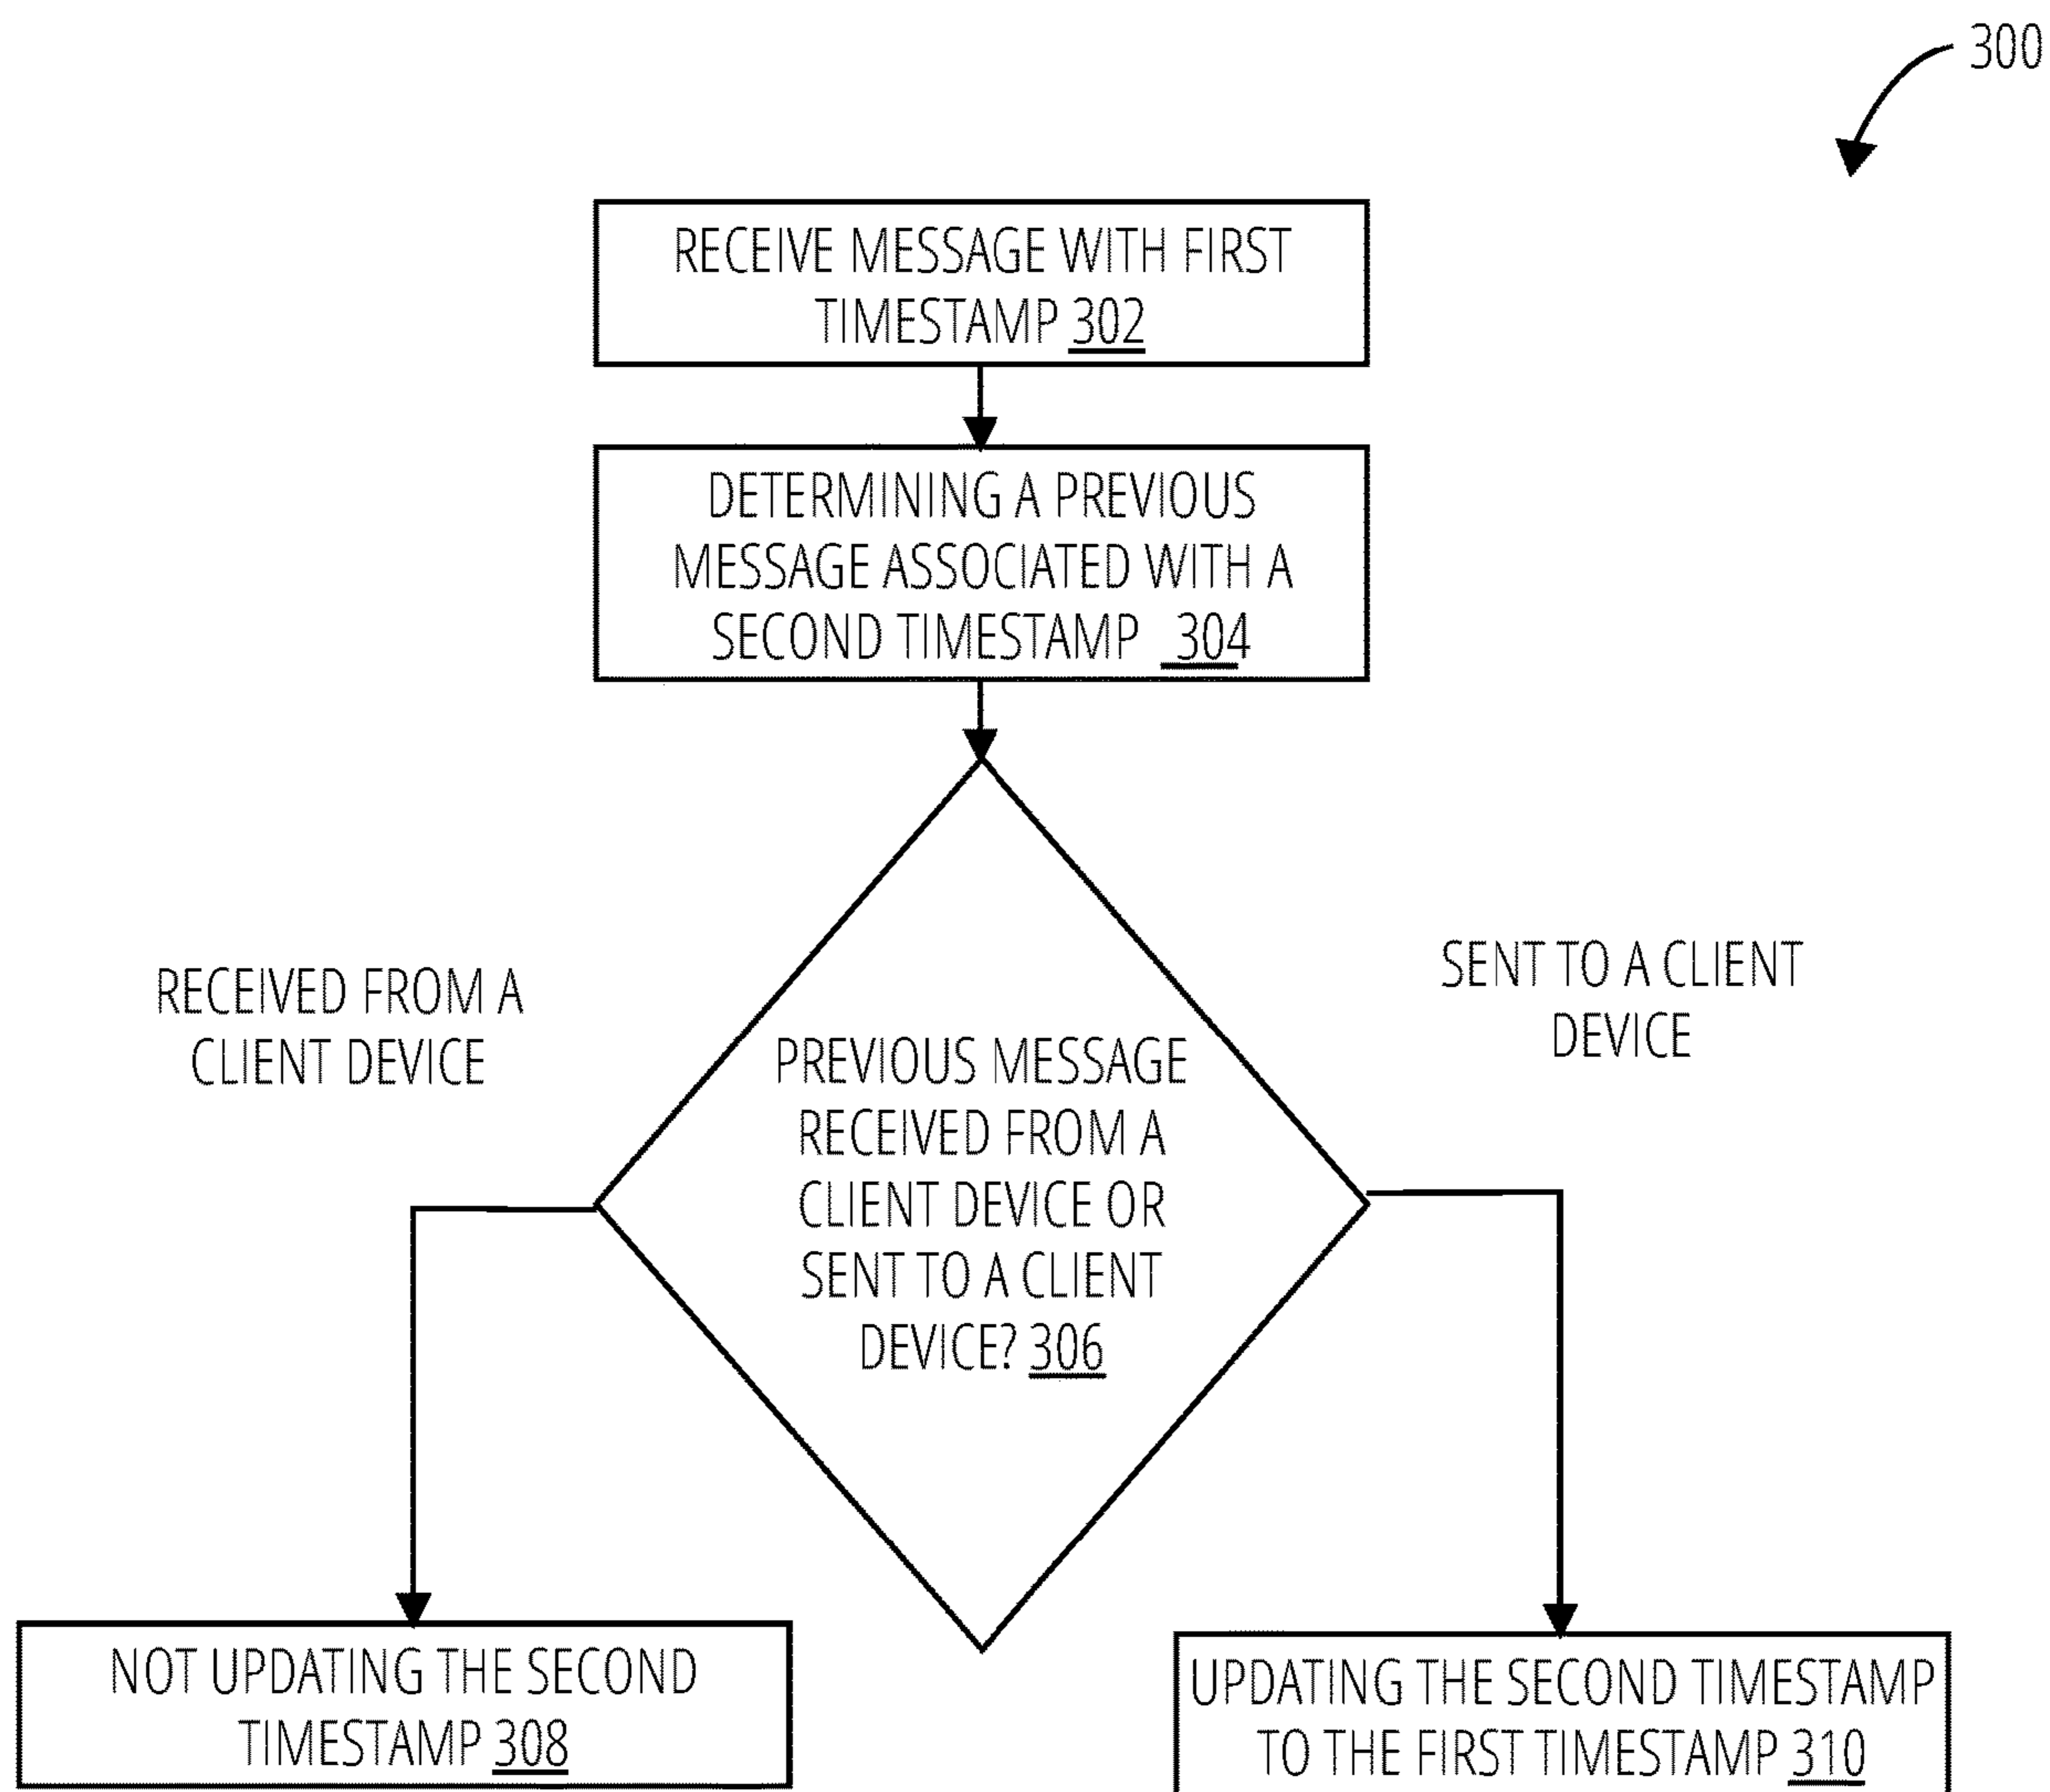 300
RECEIVE MESSAGE WITH FIRST
TIMESTAMP 302
DETERMINING A PREVIOUS
MESSAGE ASSOCIATED WITH A
SECOND TIMESTAMP 304
RECEIVED FROM A
CLIENT DEVICE
SENT TO A CLIENT
DEVICE
PREVIOUS MESSAGE
RECEIVED FROM A
CLIENT DEVICE OR
SENT TO A CLIENT
DEVICE? 306
NOT UPDATING THE SECOND
TIMESTAMP 308
UPDATING THE SECOND TIMESTAMP
TO THE FIRST TIMESTAMP 310